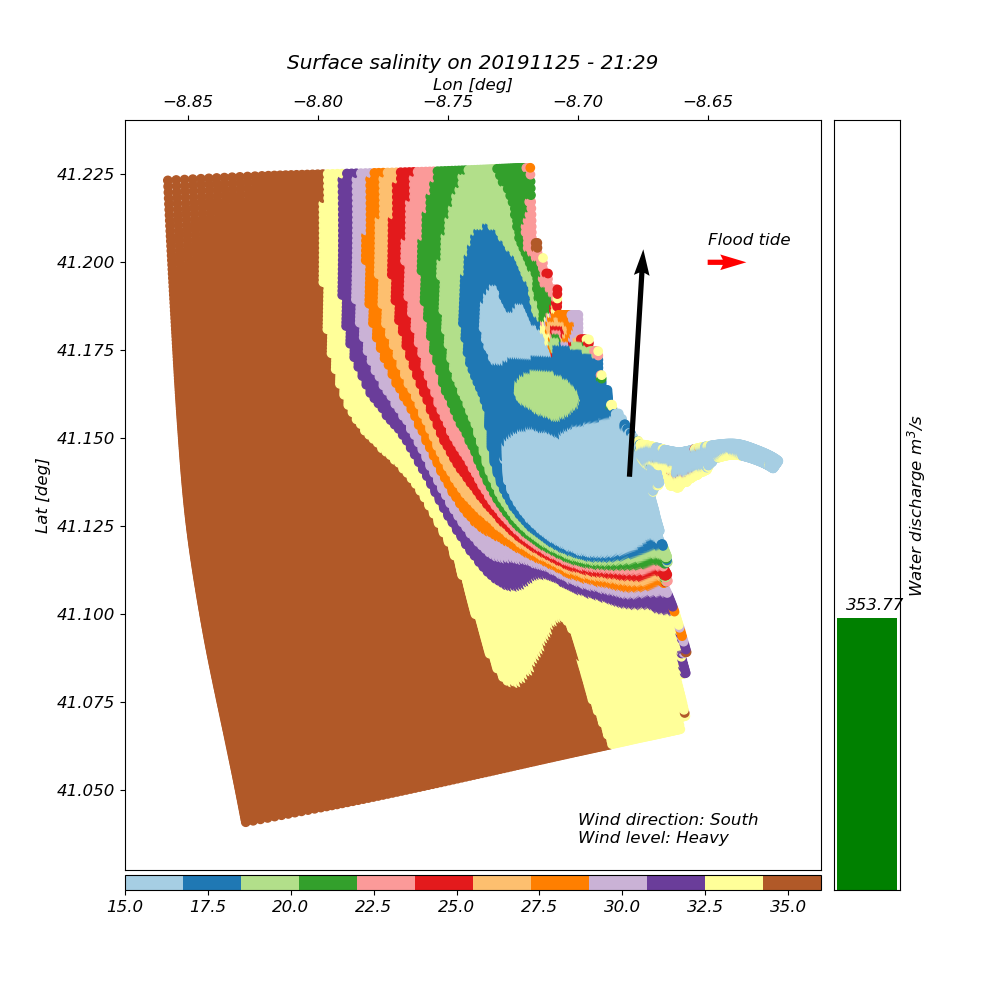 Surface salinity on 20191125 - 21:29
Lon [deg]
−8.85 −8.80 −8.75 −8.70 −8.65
41.225
41.200
41.175
41.150
41.125
41.100
41.075
41.050
Lat [deg]
Flood tide
Wind direction: South
Wind level: Heavy
15.0 17.5 20.0 22.5 25.0 27.5 30.0 32.5 35.0
353.77
Water discharge m³/s